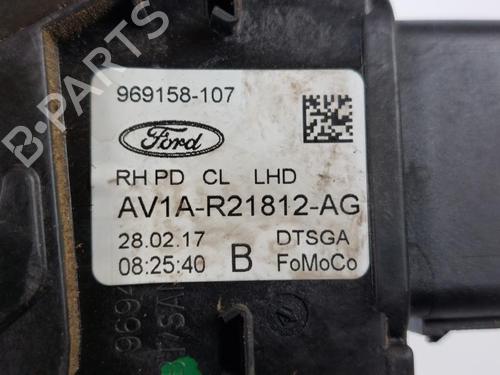 969158-107
Ford
RH PD CL LHD
AV1A-R21812-AG
28.02.17 DTSGA
08:25:40 B FoMoCo
B-PARTS